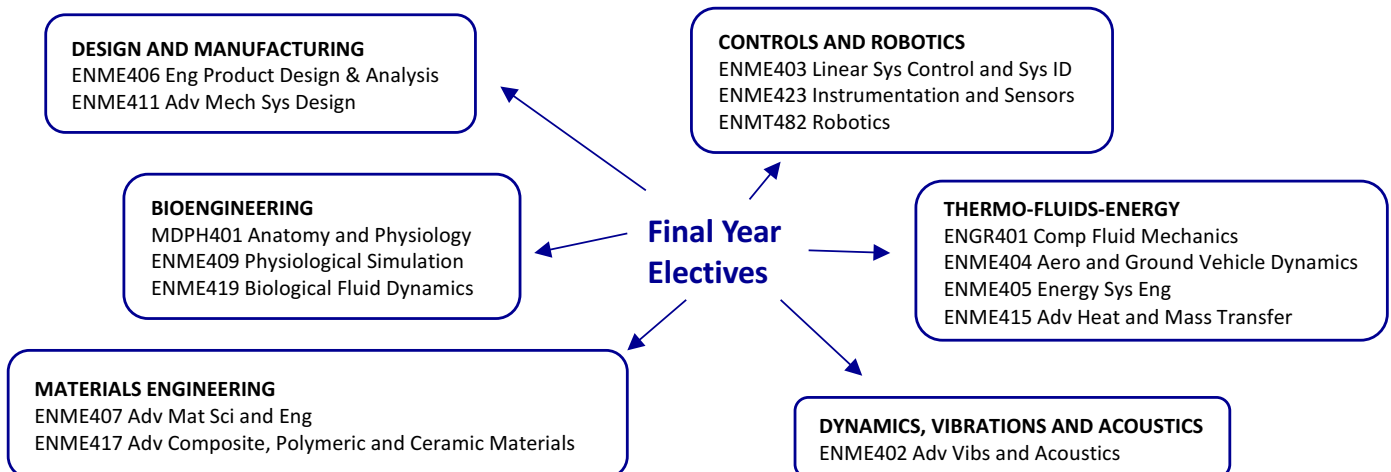 DESIGN AND MANUFACTURING
ENME406 Eng Product Design & Analysis
ENME411 Adv Mech Sys Design
CONTROLS AND ROBOTICS
ENME403 Linear Sys Control and Sys ID
ENME423 Instrumentation and Sensors
ENMT482 Robotics
BIOENGINEERING
MDPH401 Anatomy and Physiology
ENME409 Physiological Simulation
ENME419 Biological Fluid Dynamics
Final Year
Electives
THERMO-FLUIDS-ENERGY
ENGR401 Comp Fluid Mechanics
ENME404 Aero and Ground Vehicle Dynamics
ENME405 Energy Sys Eng
ENME415 Adv Heat and Mass Transfer
MATERIALS ENGINEERING
ENME407 Adv Mat Sci and Eng
ENME417 Adv Composite, Polymeric and Ceramic Materials
DYNAMICS, VIBRATIONS AND ACOUSTICS
ENME402 Adv Vibs and Acoustics